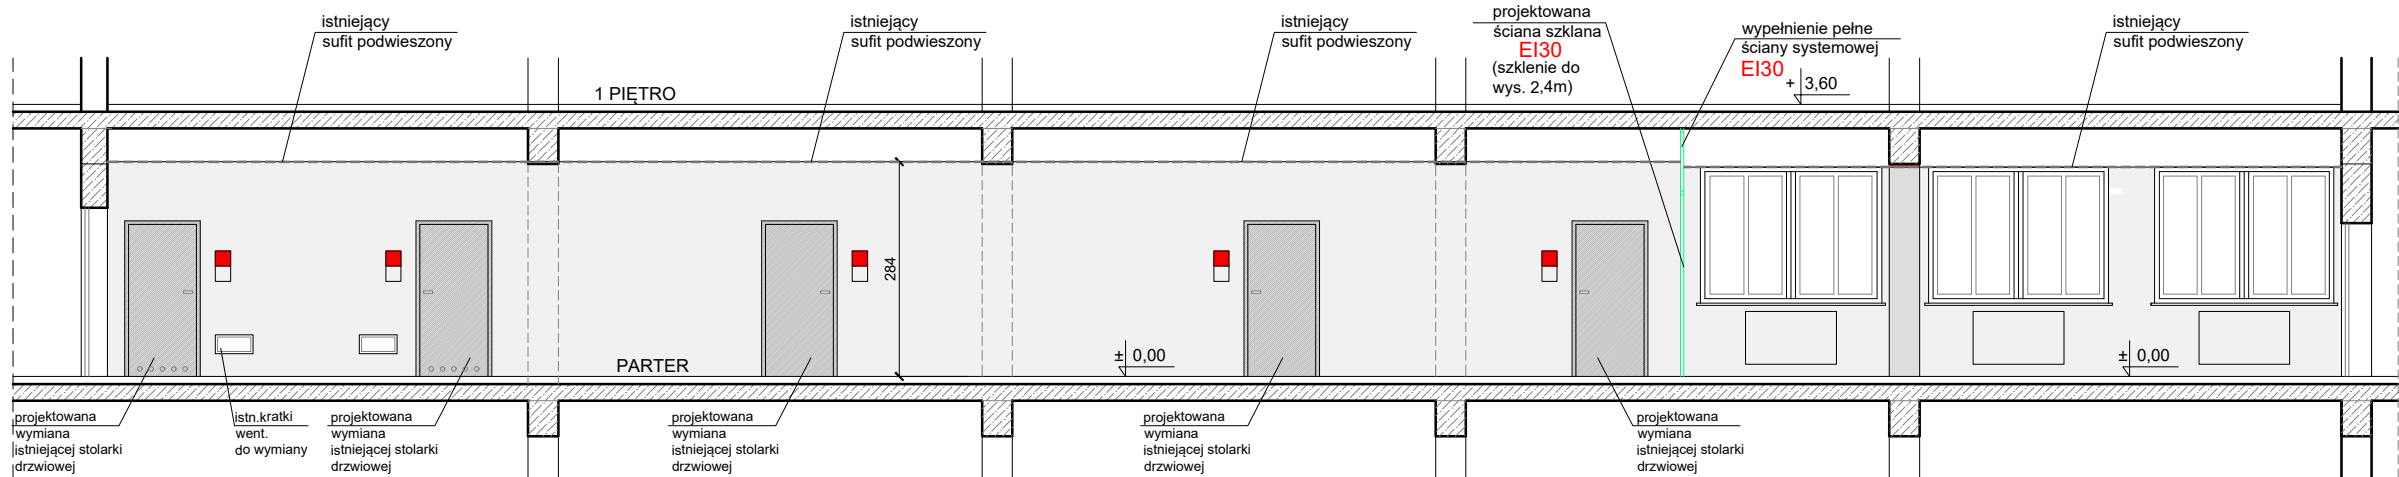 istniejący
sufit podwieszony
istniejący
sufit podwieszony
istniejący
sufit podwieszony
projektowana
ściana szklana
EI30
(szklenie do
wys. 2,4m)
wypełnienie pełne
ściany systemowej
EI30
+ 3,60
istniejący
sufit podwieszony
1 PIĘTRO
284
PARTER
± 0,00
± 0,00
projektowana
wymiana
istniejącej stolarki
drzwiowej
istn.kratki
went.
do wymiany
projektowana
wymiana
istniejącej stolarki
drzwiowej
projektowana
wymiana
istniejącej stolarki
drzwiowej
projektowana
wymiana
istniejącej stolarki
drzwiowej
projektowana
wymiana
istniejącej stolarki
drzwiowej